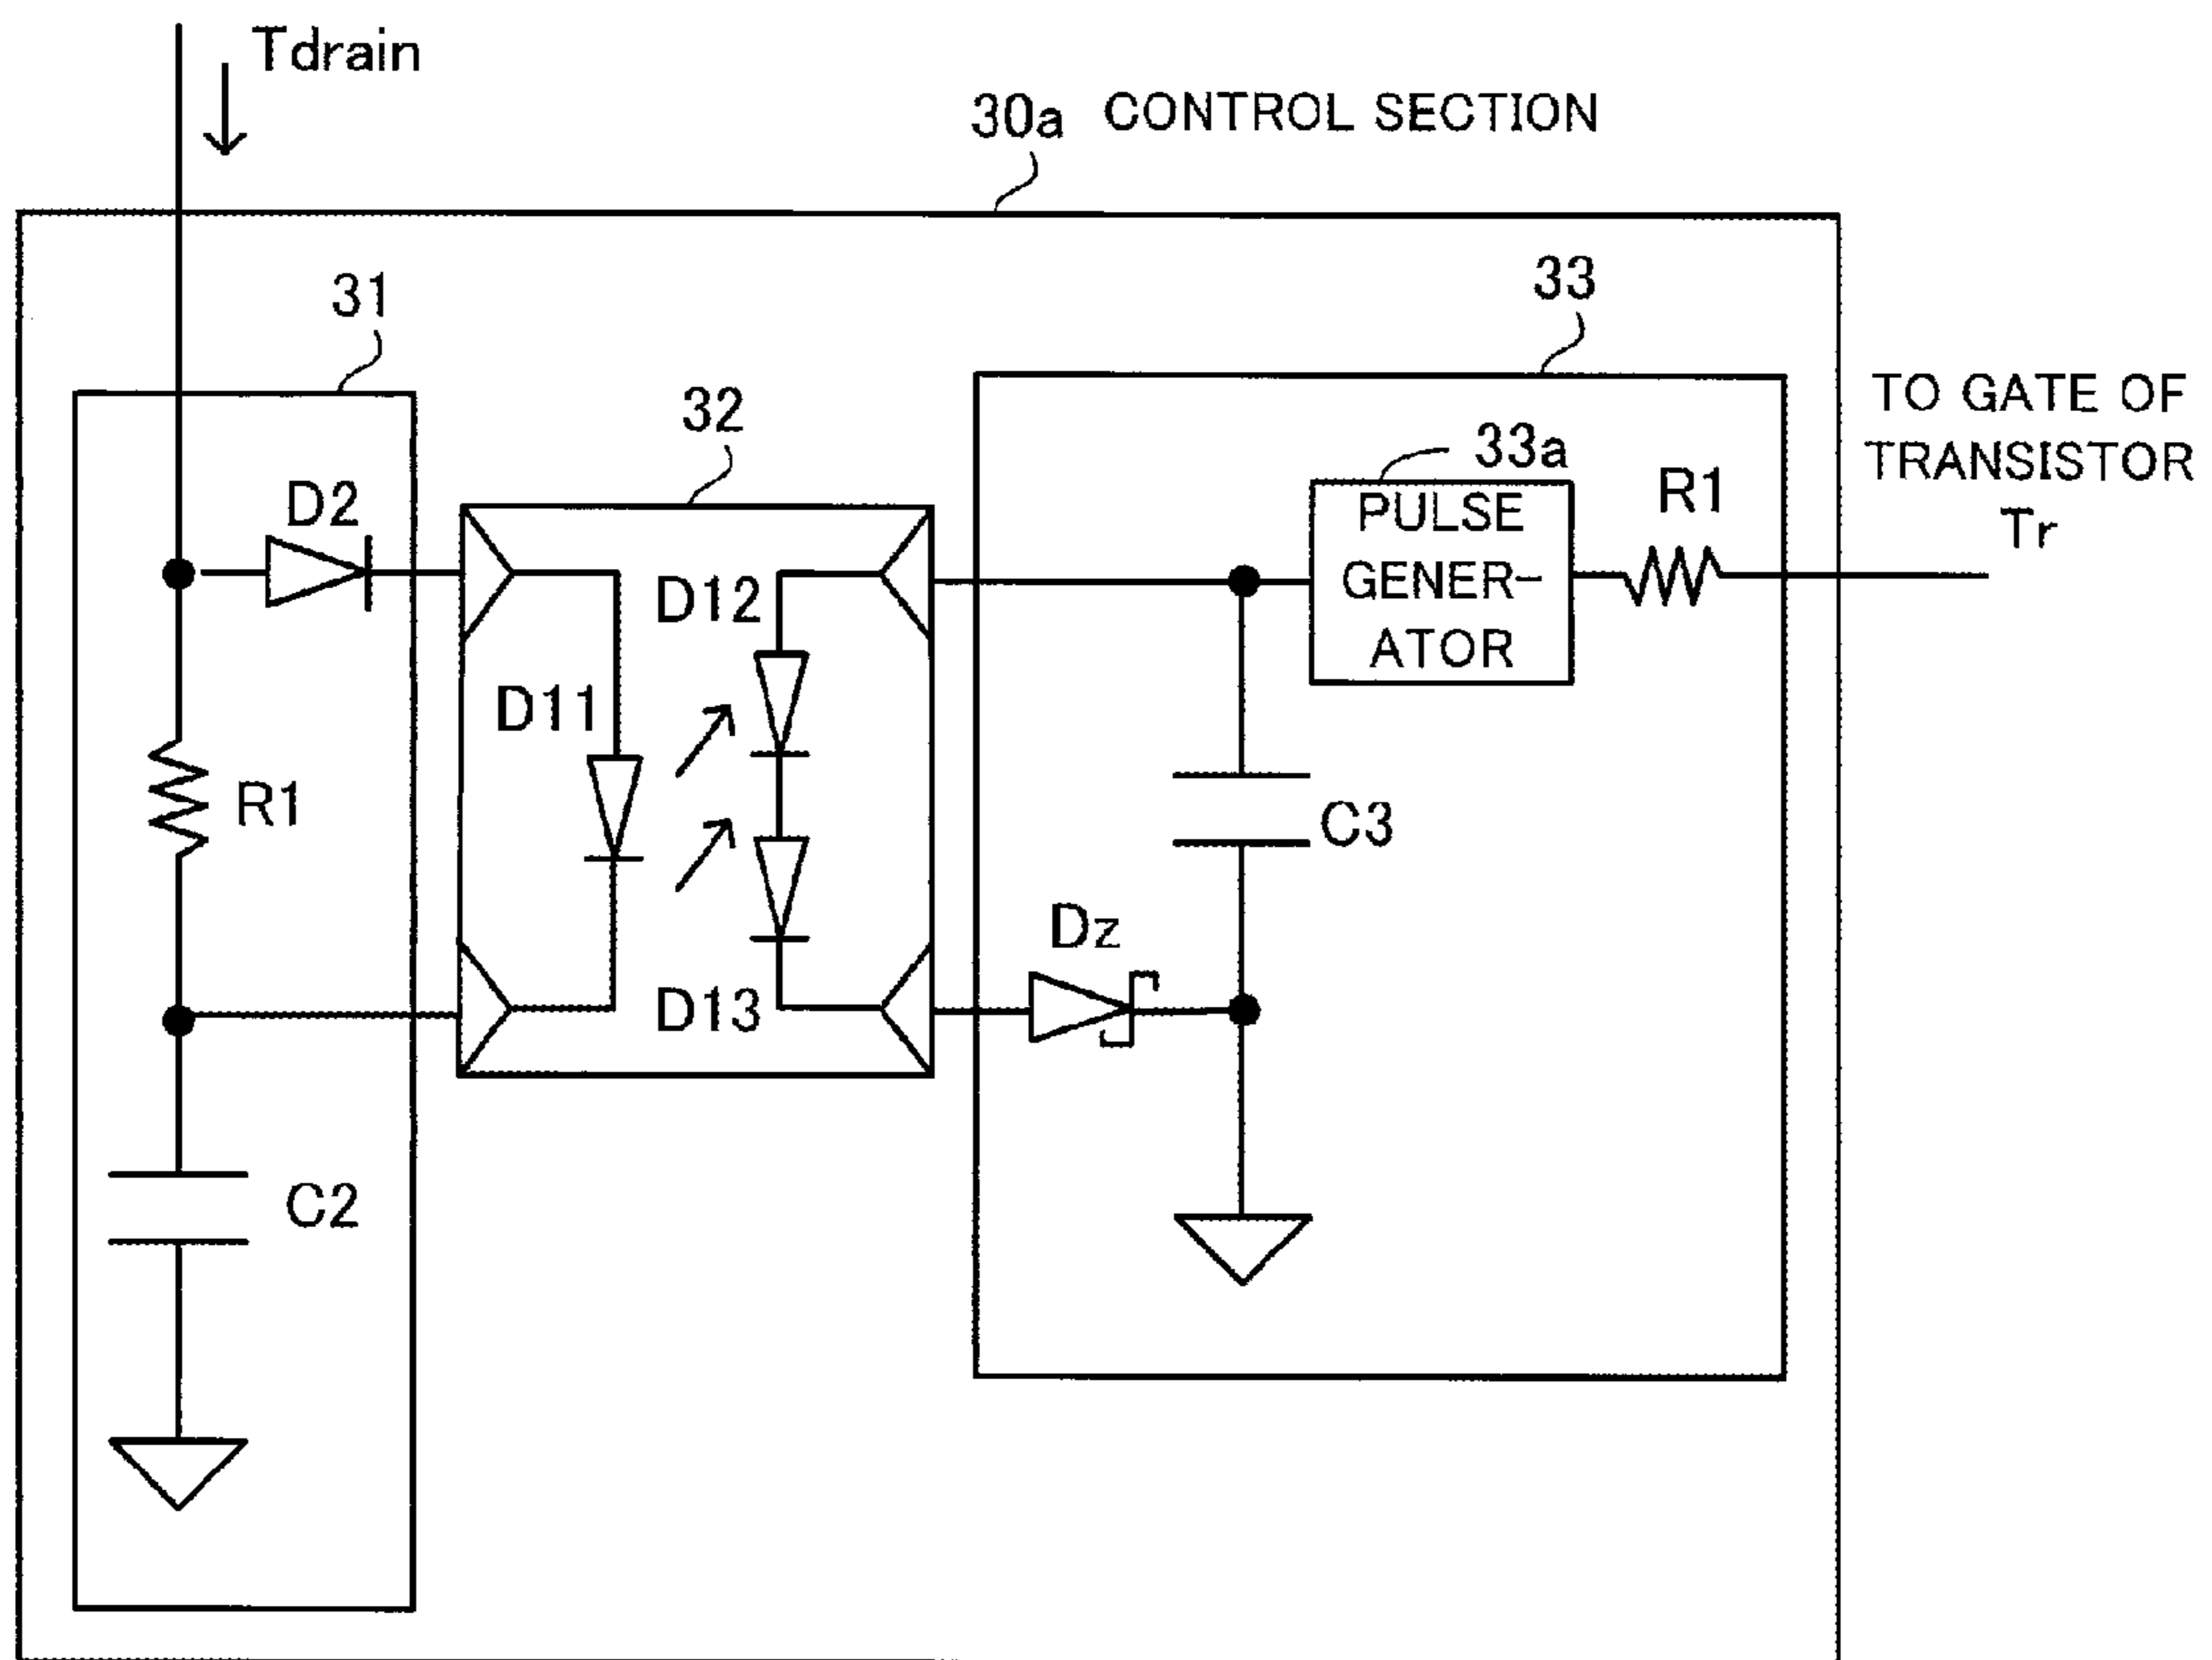 Tdrain
30a CONTROL SECTION
31
33
32
TO GATE OF
TRANSISTOR
Tr
33a
R1
PULSE
GENER-
ATOR
D2
D12
D11
R1
C3
Dz
D13
C2